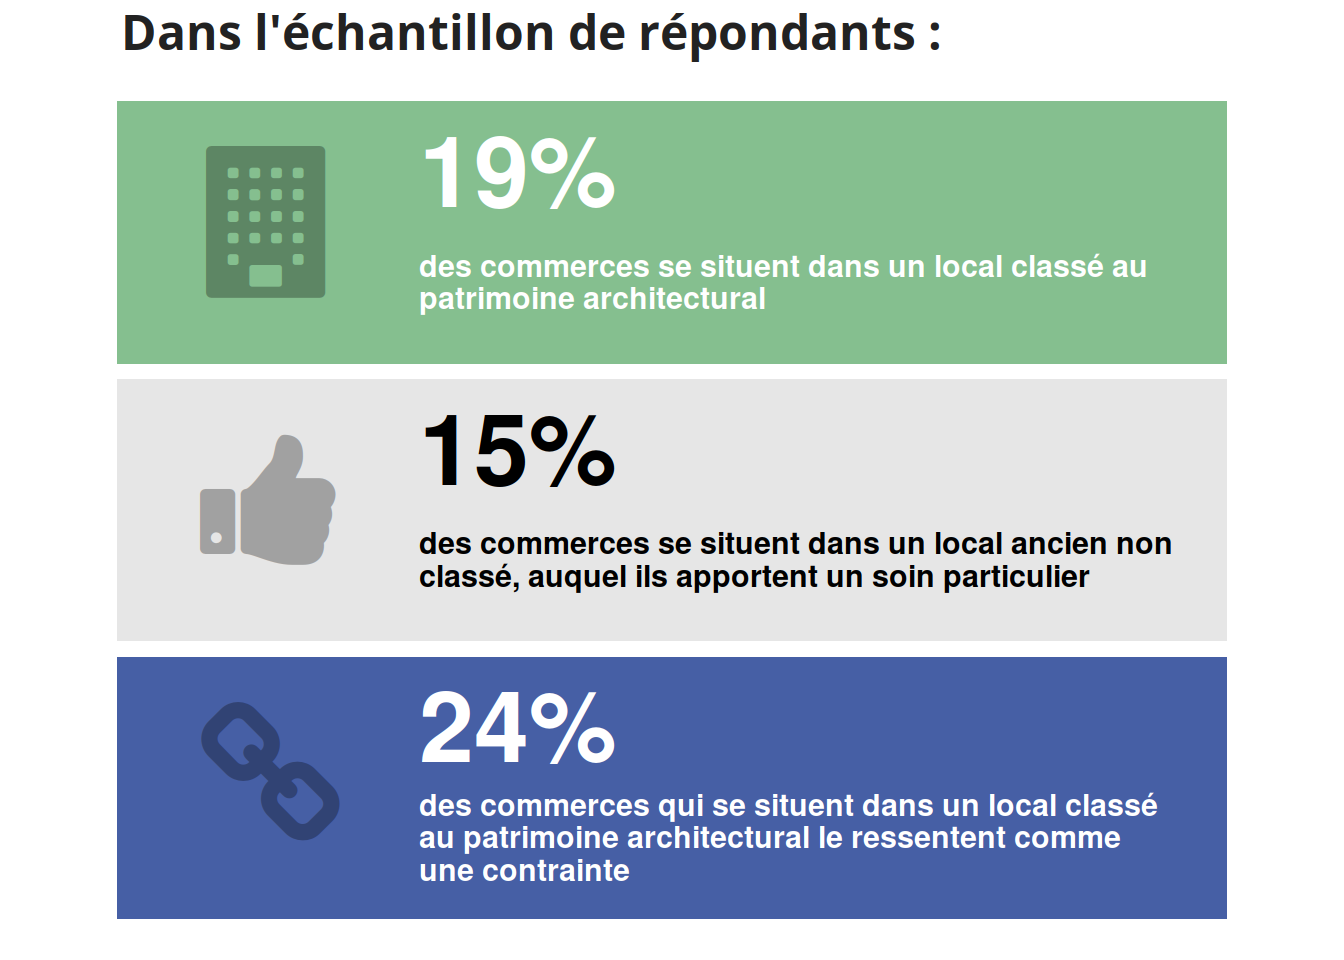 Dans l'échantillon de répondants :
19%
des commerces se situent dans un local classé au
patrimoine architectural
15%
des commerces se situent dans un local ancien non
classé, auquel ils apportent un soin particulier
24%
des commerces qui se situent dans un local classé
au patrimoine architectural le ressentent comme
une contrainte